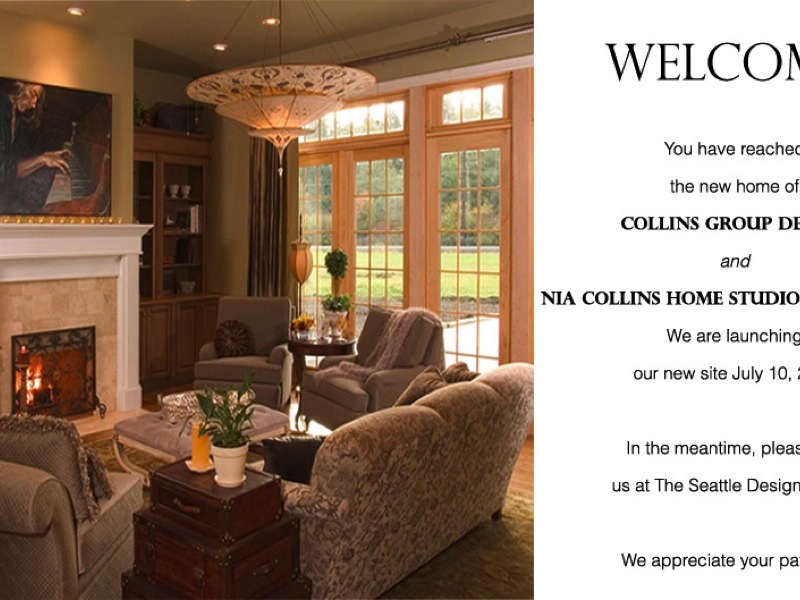 WELCOM
You have reached
the new home of
COLLINS GROUP DE
and
NIA COLLINS HOME STUDIO
We are launching
our new site July 10, 2
In the meantime, pleas
us at The Seattle Design
We appreciate your pa